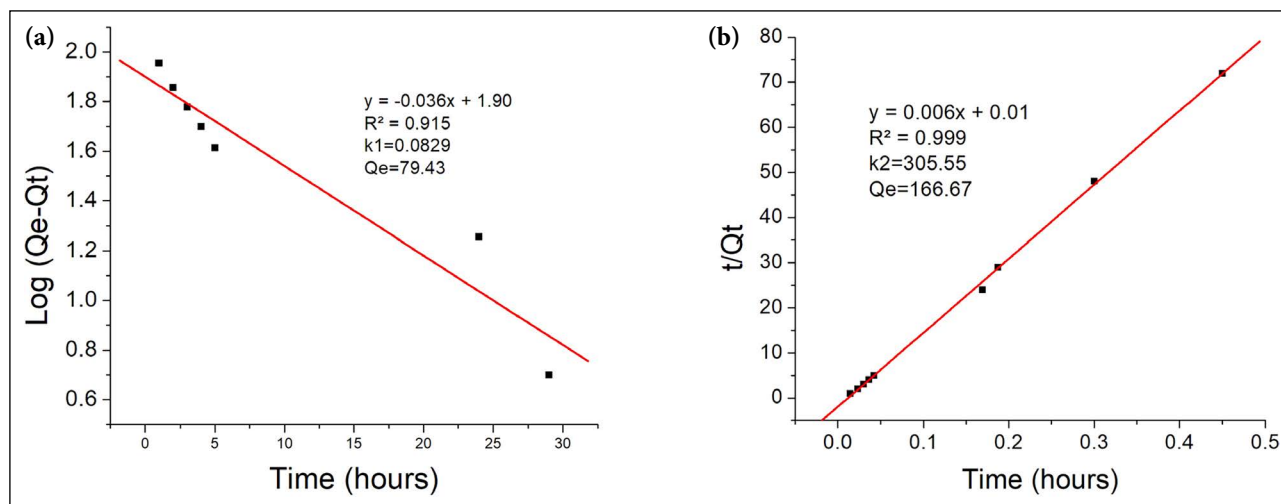 (a)
2.0
1.8
1.6
1.4
1.2
1.0
0.8
0.6
Log (Qe-Qt)
y = -0.036x + 1.90
R² = 0.915
k1=0.0829
Qe=79.43
0 5 10 15 20 25 30
Time (hours)
(b)
80
70
60
50
40
30
20
10
0
t/Qt
y = 0.006x + 0.01
R² = 0.999
k2=305.55
Qe=166.67
0.0 0.1 0.2 0.3 0.4 0.5
Time (hours)